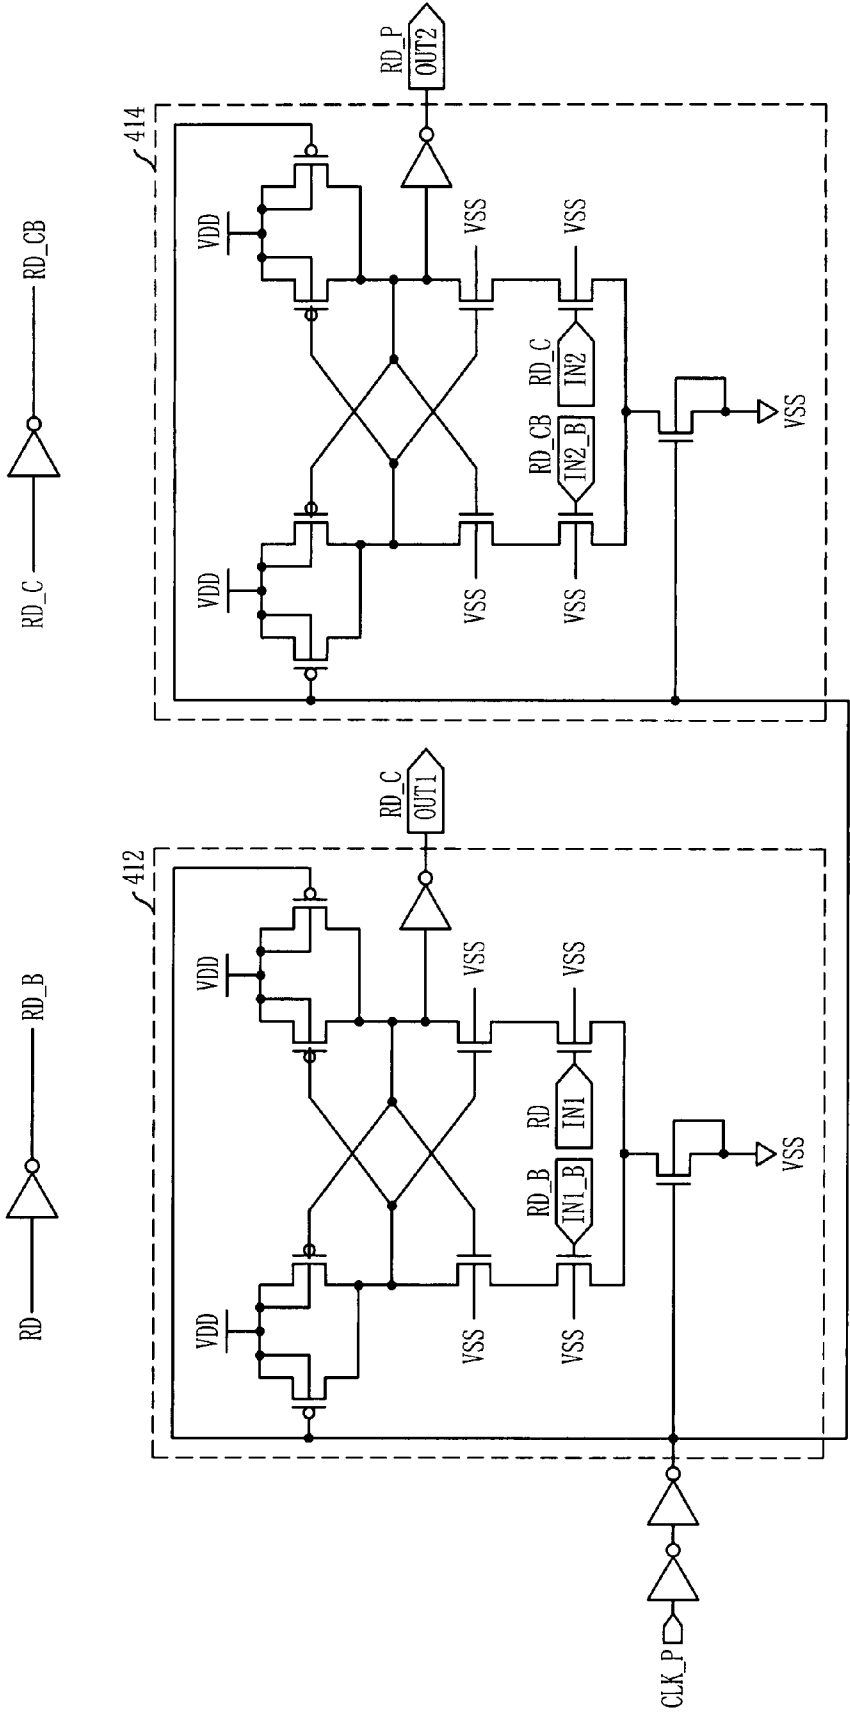 RD
RD_B
RD_C
RD_CB
412
VDD
VDD
RD_C
OUT1
VSS
VSS
VSS
VSS
RD_B
IN1_B
RD
IN1
VSS
CLK_P
414
VDD
VDD
RD_P
OUT2
VSS
VSS
VSS
VSS
RD_CB
IN2_B
RD_C
IN2
VSS